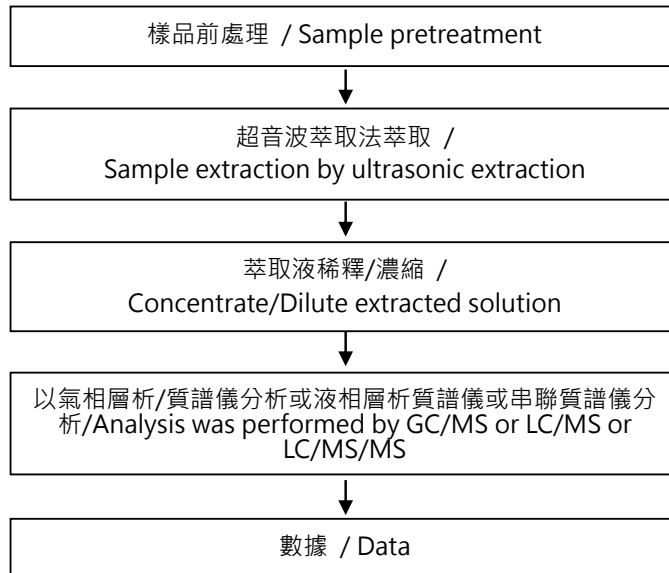 樣品前處理 / Sample pretreatment
超音波萃取法萃取 /
Sample extraction by ultrasonic extraction
萃取液稀釋/濃縮 /
Concentrate/Dilute extracted solution
以氣相層析/質譜儀分析或液相層析質譜儀或串聯質譜儀分
析/Analysis was performed by GC/MS or LC/MS or
LC/MS/MS
數據 / Data